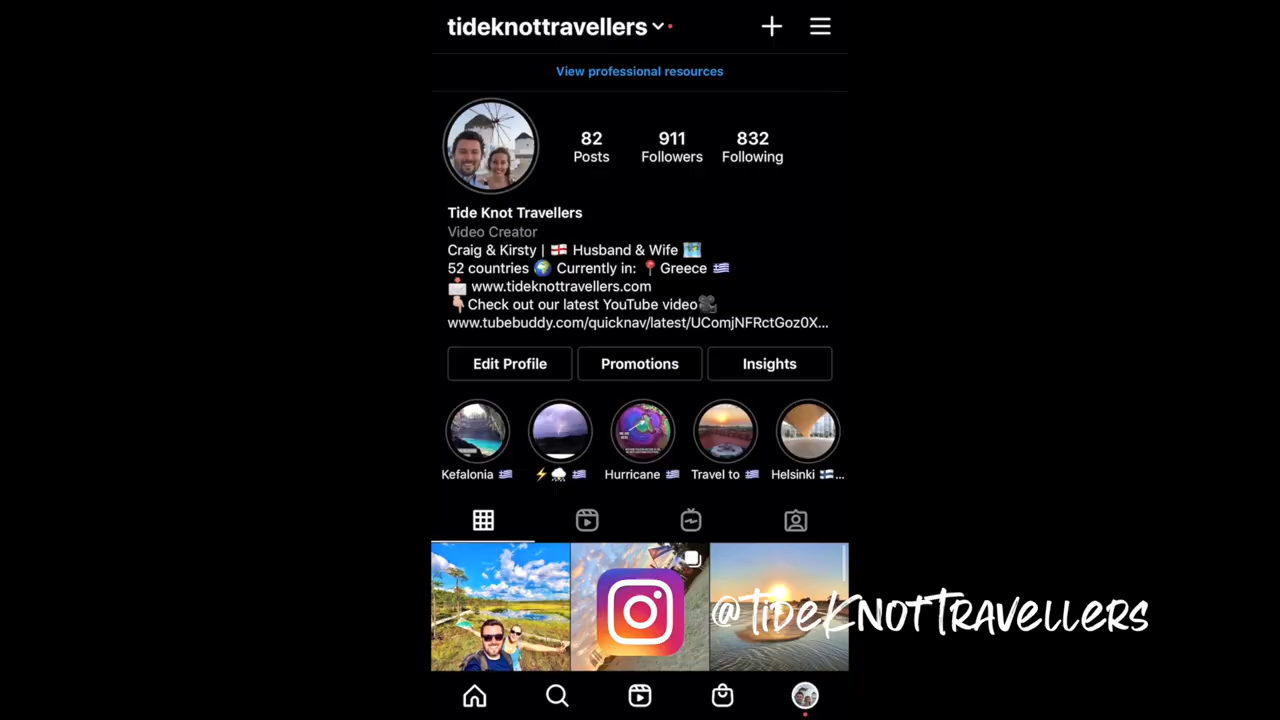 tideknottravellers
View professional resources
82 911 832
Posts Followers Following
Tide Knot Travellers
Video Creator
Craig & Kirsty | 🏴󠁧󠁢󠁥󠁮󠁧󠁿 Husband & Wife 🗺️
52 countries 🌍 Currently in: 📍Greece 🇬🇷
📩 www.tideknottravellers.com
👇🏻Check out our latest YouTube video🎥
www.tubebuddy.com/quicknav/latest/UComjNFRctGoz0X...
Edit Profile Promotions Insights
Kefalonia 🇬🇷 ⚡⛈️ 🇬🇷 Hurricane 🇬🇷 Travel to 🇬🇷 Helsinki 🇫🇮...
@TideKnotTravellers